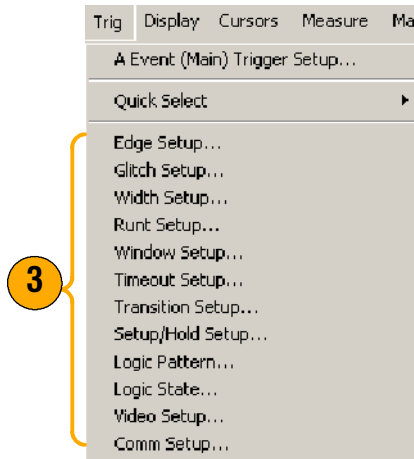 Trig Display Cursors Measure Ma
A Event (Main) Trigger Setup...
Quick Select
Edge Setup...
Glitch Setup...
Width Setup...
Runt Setup...
Window Setup...
3
Timeout Setup...
Transition Setup...
Setup/Hold Setup...
Logic Pattern...
Logic State...
Video Setup...
Comm Setup...